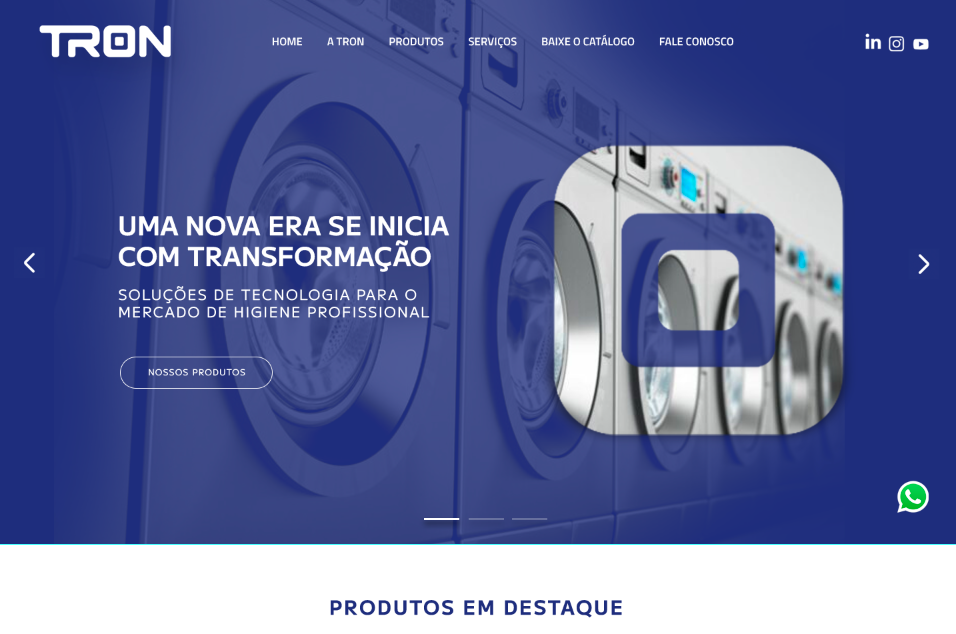 TRON
HOME
A TRON
PRODUTOS
SERVIÇOS
BAIXE O CATÁLOGO
FALE CONOSCO
in
UMA NOVA ERA SE INICIA
COM TRANSFORMAÇÃO
SOLUÇÕES DE TECNOLOGIA PARA O
MERCADO DE HIGIENE PROFISSIONAL
NOSSOS PRODUTOS
PRODUTOS EM DESTAQUE